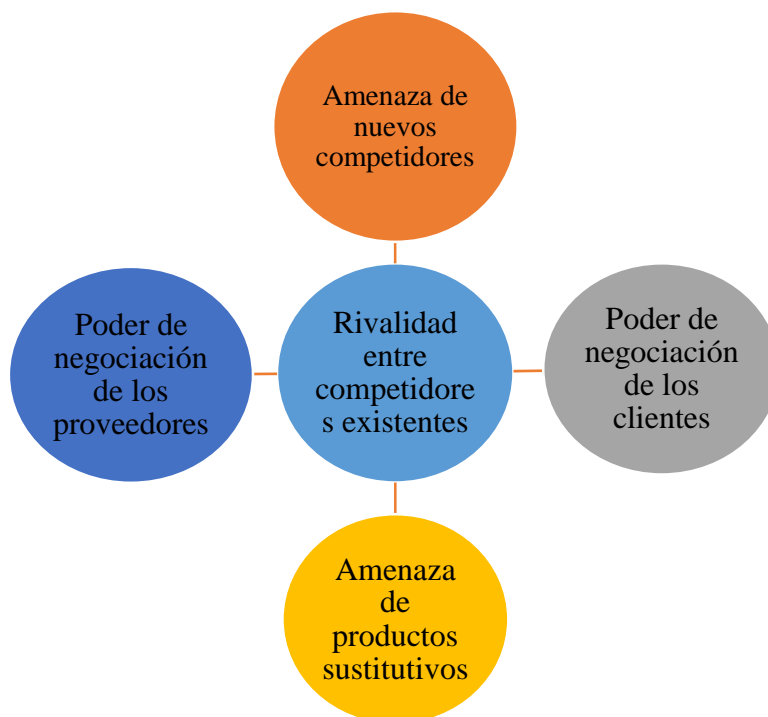 Amenaza de
nuevos
competidores
Poder de
negociación
de los
proveedores
Rivalidad
entre
competidore
s existentes
Poder de
negociación
de los
clientes
Amenaza
de
productos
sustitutivos